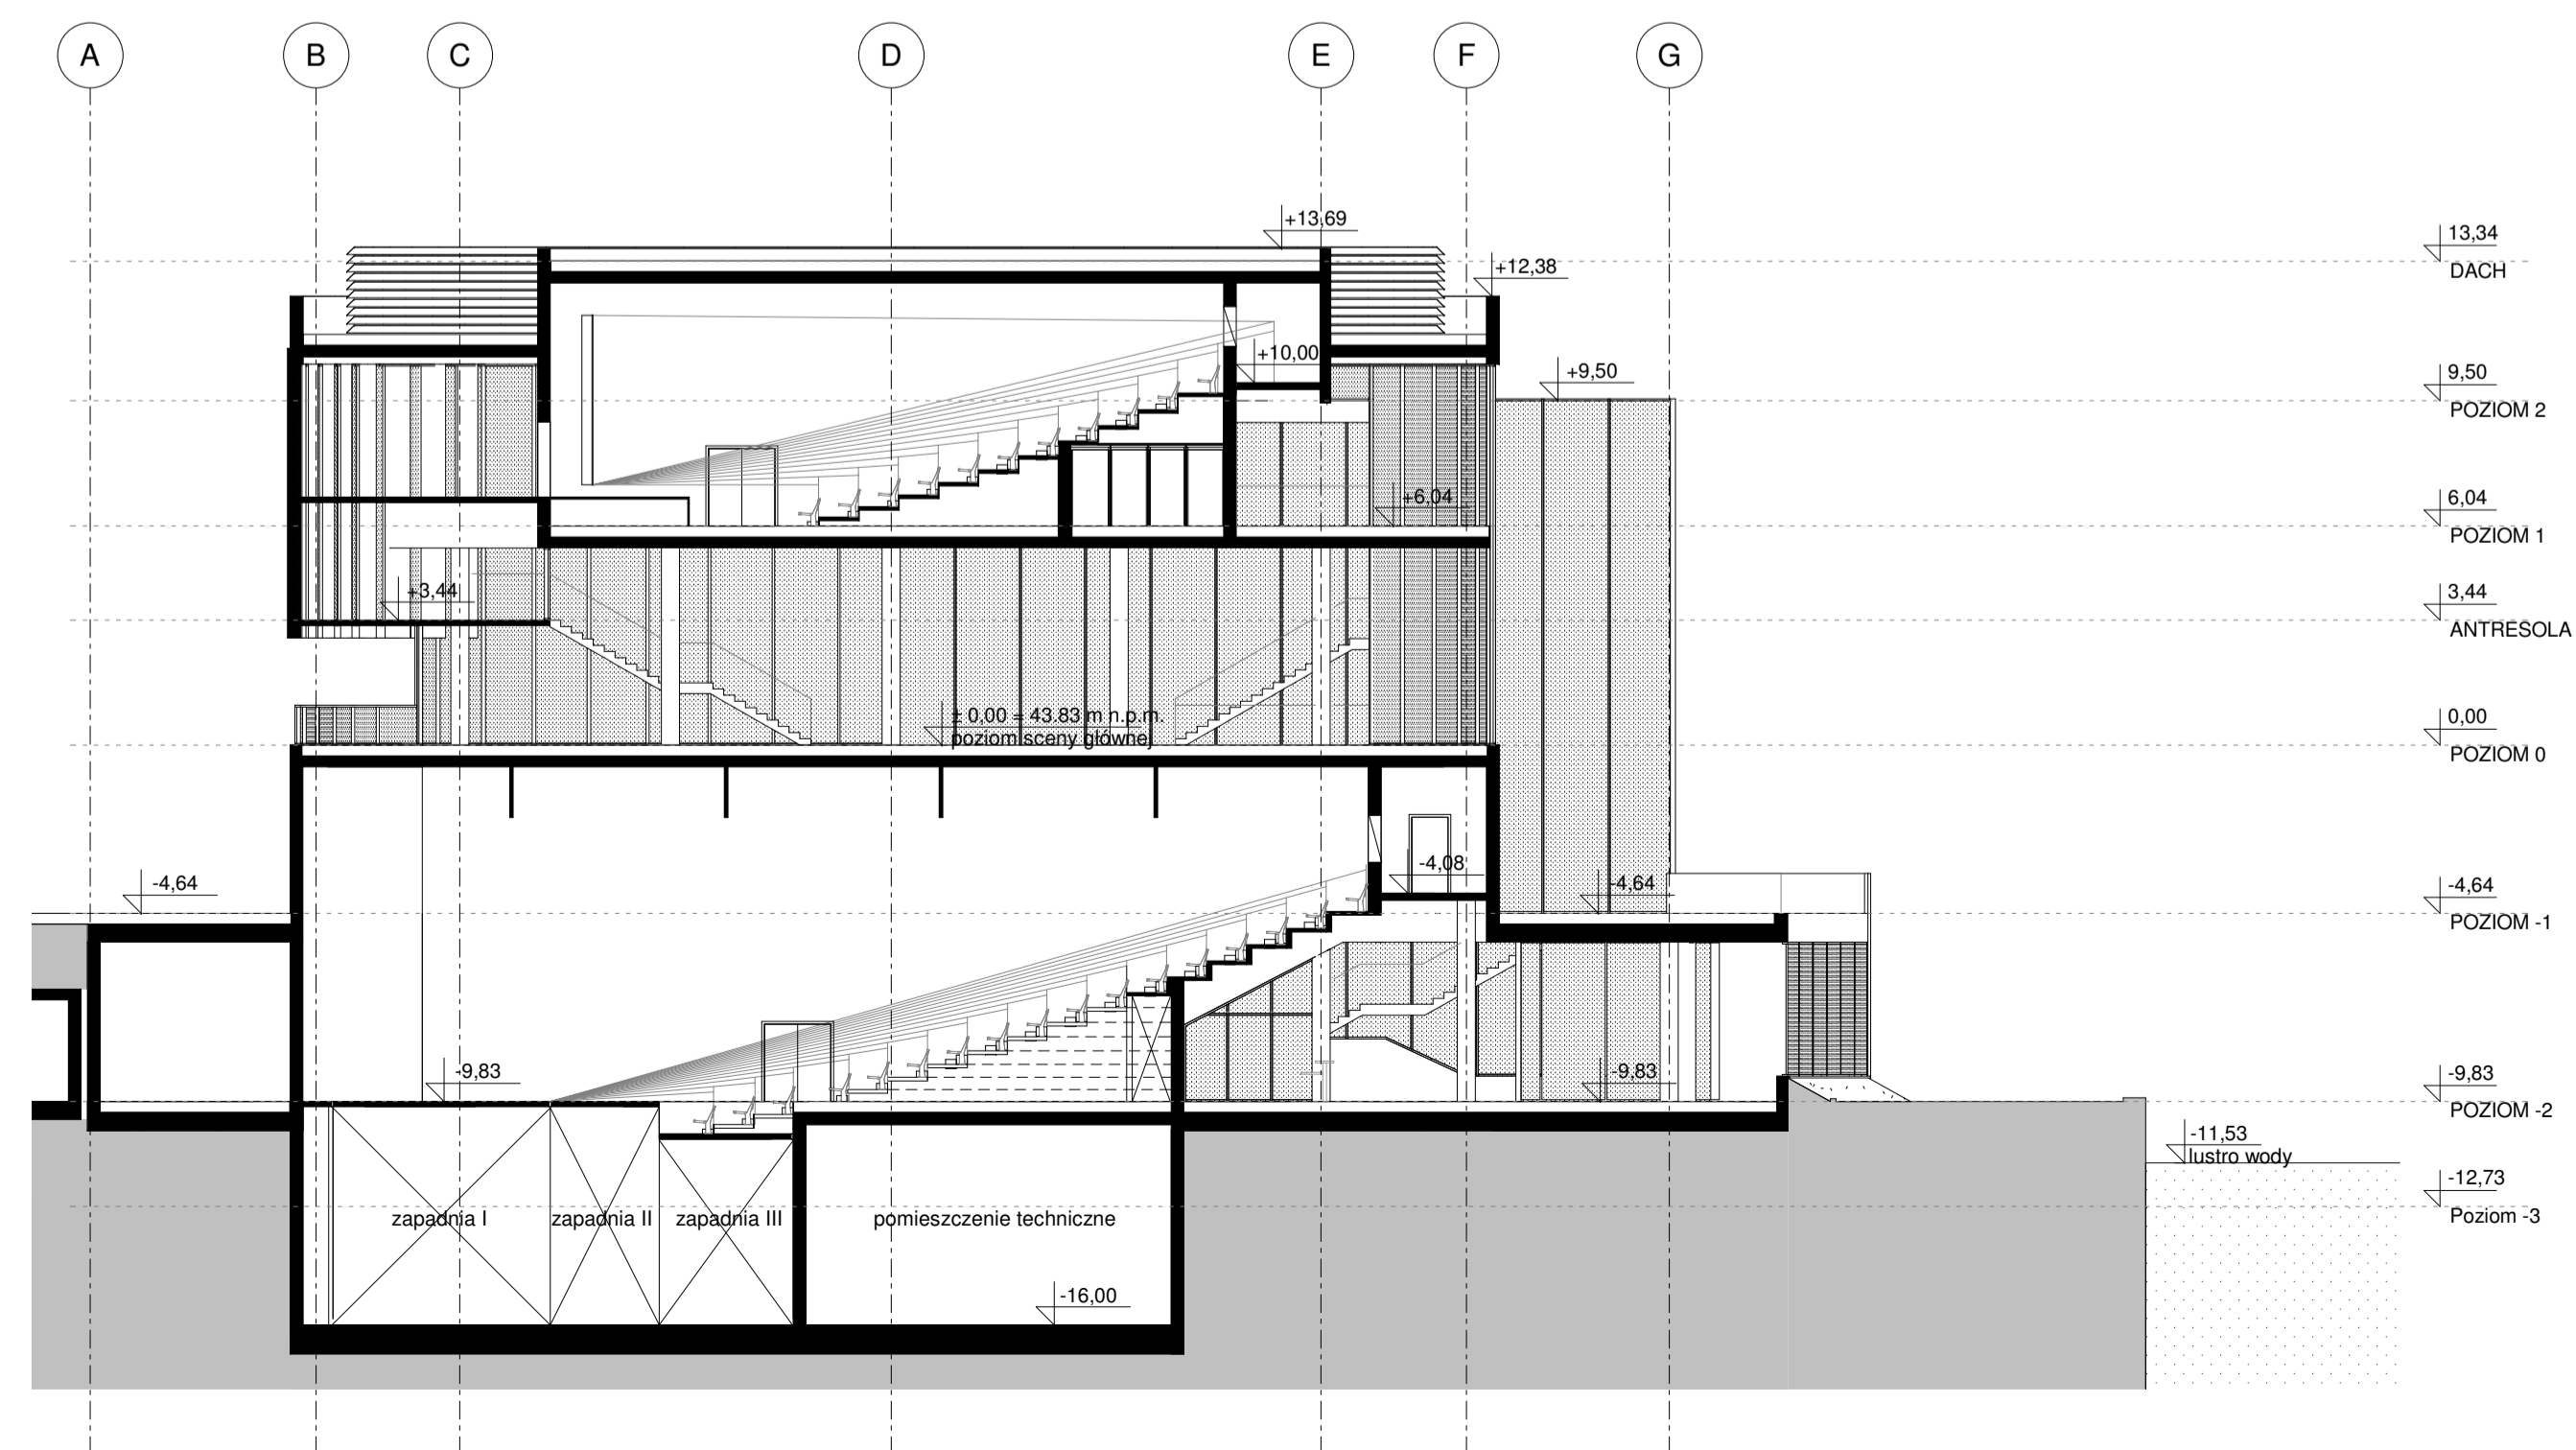 A B C D E F G
+13,69
13,34
DACH
+12,38
+10,00
+9,50
9,50
POZIOM 2
+6,04
6,04
POZIOM 1
+3,44
3,44
ANTRESOLA
± 0,00 = 43.83 m n.p.m.
poziom sceny głównej
0,00
POZIOM 0
-4,08
-4,64
-4,64
-4,64
POZIOM -1
-9,83
-9,83
-9,83
POZIOM -2
-11,53
lustro wody
-12,73
Poziom -3
zapadnia I
zapadnia II
zapadnia III
pomieszczenie techniczne
-16,00